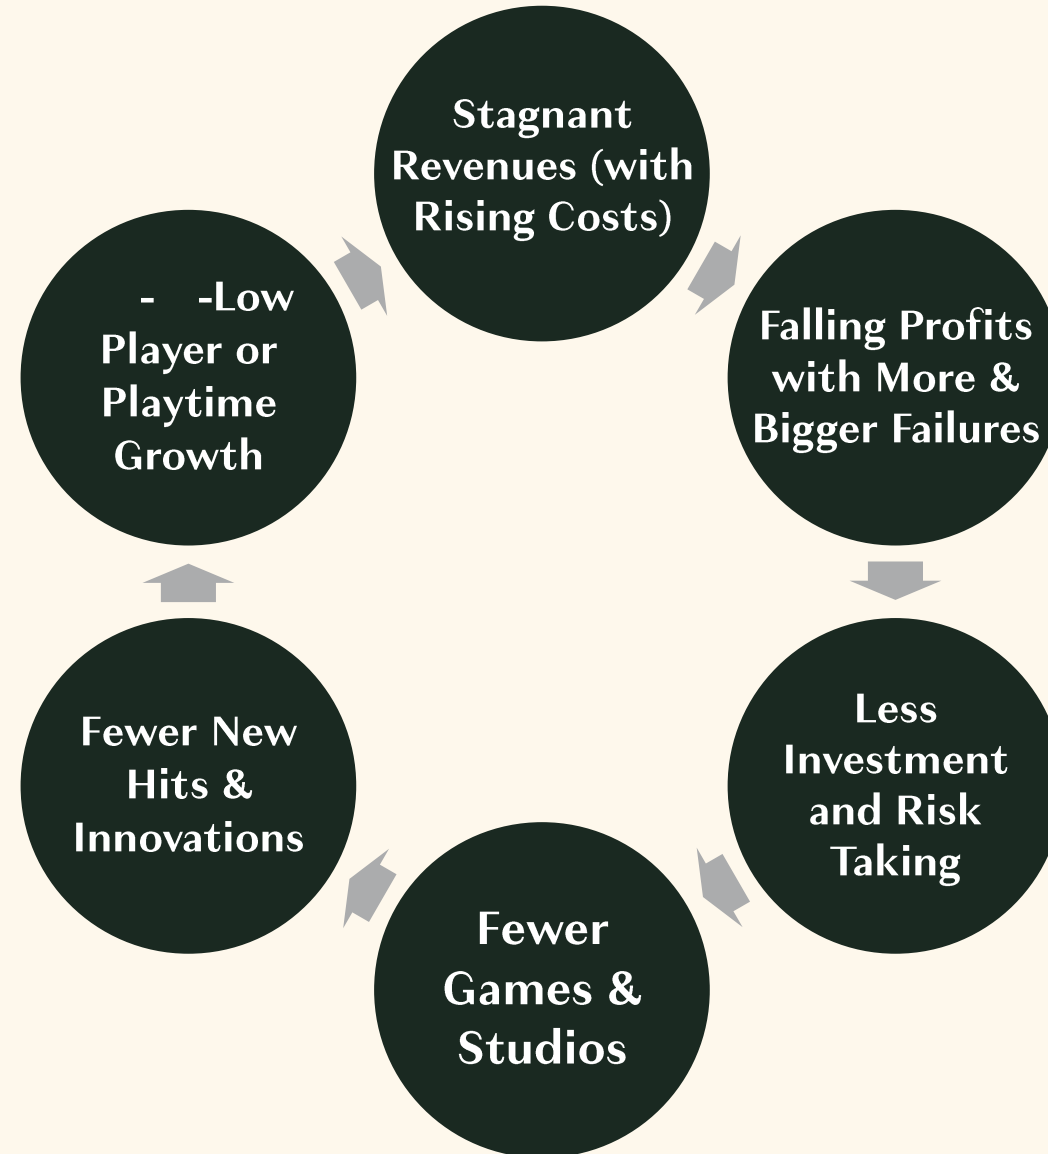 Stagnant
Revenues (with
Rising Costs)
Falling Profits
with More &
Bigger Failures
Less
Investment
and Risk
Taking
Fewer
Games &
Studios
Fewer New
Hits &
Innovations
- -Low
Player or
Playtime
Growth